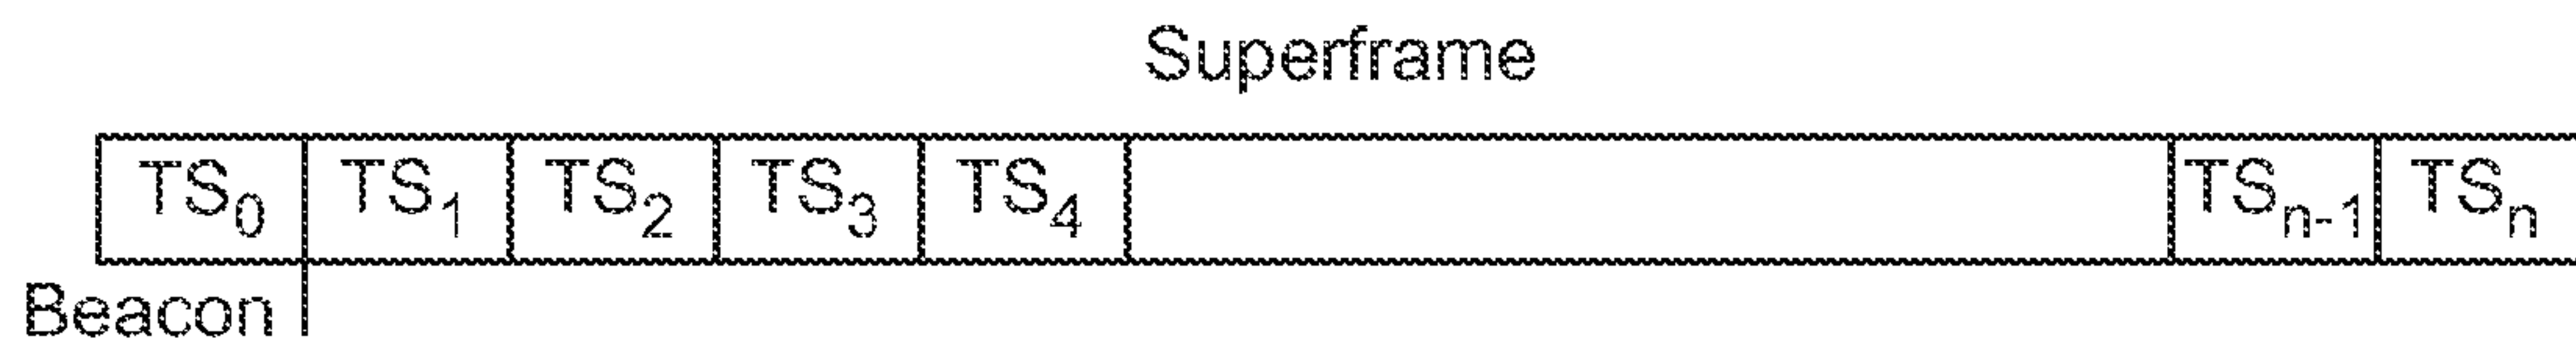 Superframe
TS₀ TS₁ TS₂ TS₃ TS₄ TSₙ₋₁ TSₙ
Beacon